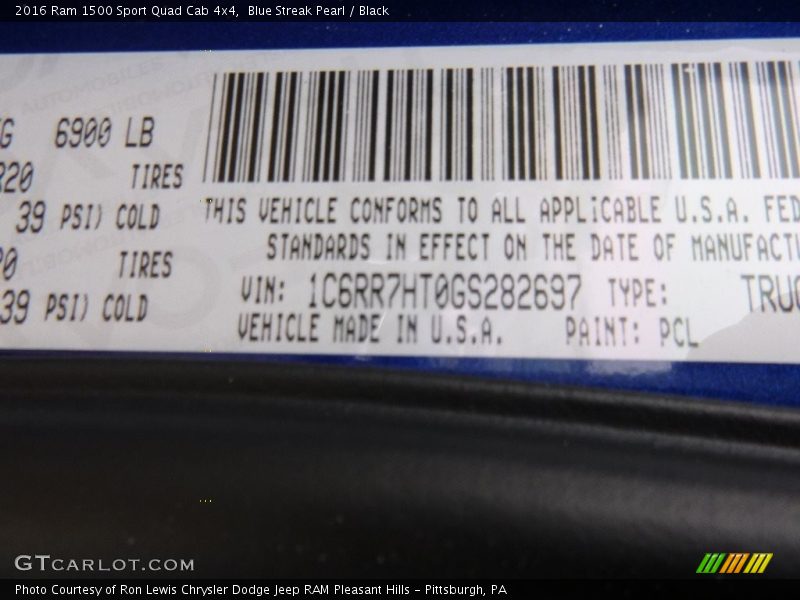 2016 Ram 1500 Sport Quad Cab 4x4,  Blue Streak Pearl / Black
6900 LB
R20 TIRES
39 PSI) COLD
TIRES
39 PSI) COLD
THIS VEHICLE CONFORMS TO ALL APPLICABLE U.S.A. FED
STANDARDS IN EFFECT ON THE DATE OF MANUFACTU
VIN: 1C6RR7HT0GS282697 TYPE: TRUC
VEHICLE MADE IN U.S.A. PAINT: PCL
GTCARLOT.COM
Photo Courtesy of Ron Lewis Chrysler Dodge Jeep RAM Pleasant Hills - Pittsburgh, PA